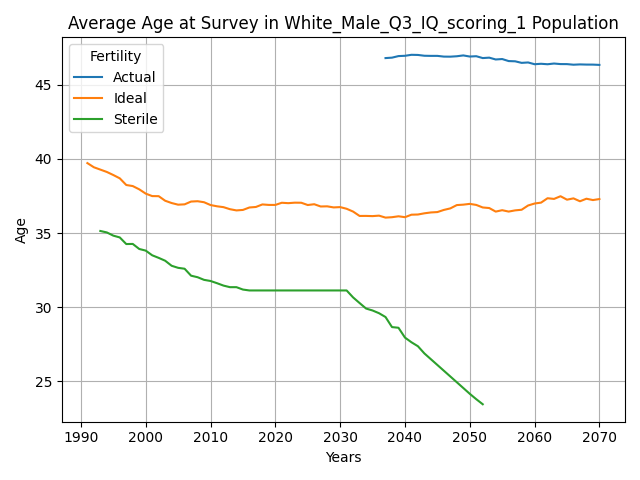 Average Age at Survey in White_Male_Q3_IQ_scoring_1 Population
Fertility
Actual
Ideal
Sterile
Age
45
40
35
30
25
1990 2000 2010 2020 2030 2040 2050 2060 2070
Years